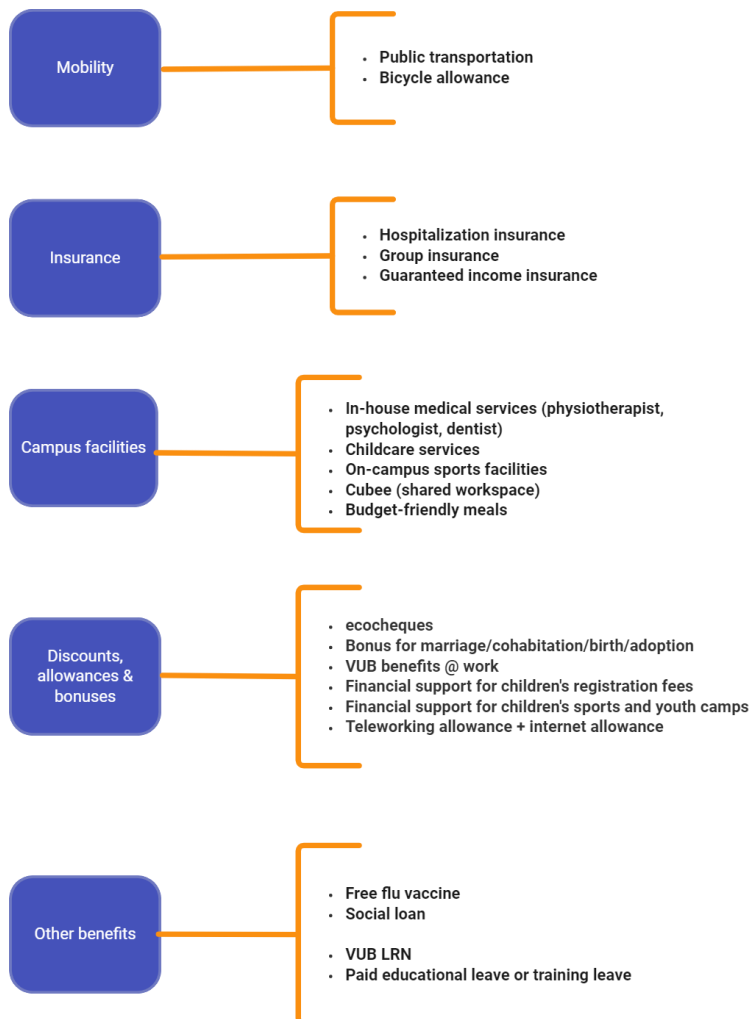 Mobility
Public transportation
Bicycle allowance
Insurance
Hospitalization insurance
Group insurance
Guaranteed income insurance
Campus facilities
In-house medical services (physiotherapist,
psychologist, dentist)
Childcare services
On-campus sports facilities
Cubee (shared workspace)
Budget-friendly meals
Discounts,
allowances &
bonuses
ecocheques
Bonus for marriage/cohabitation/birth/adoption
VUB benefits @ work
Financial support for children's registration fees
Financial support for children's sports and youth camps
Teleworking allowance + internet allowance
Other benefits
Free flu vaccine
Social loan
VUB LRN
Paid educational leave or training leave